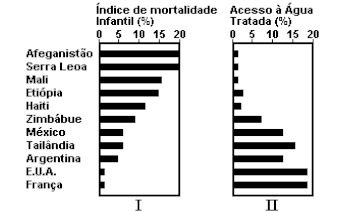 Índice de mortalidade
Infantil (%)
Acesso à Água
Tratada (%)
0 5 10 15 20
0 5 10 15 20
Afeganistão
Serra Leoa
Mali
Etiópia
Haiti
Zimbábue
México
Tailândia
Argentina
E.U.A.
França
I
II